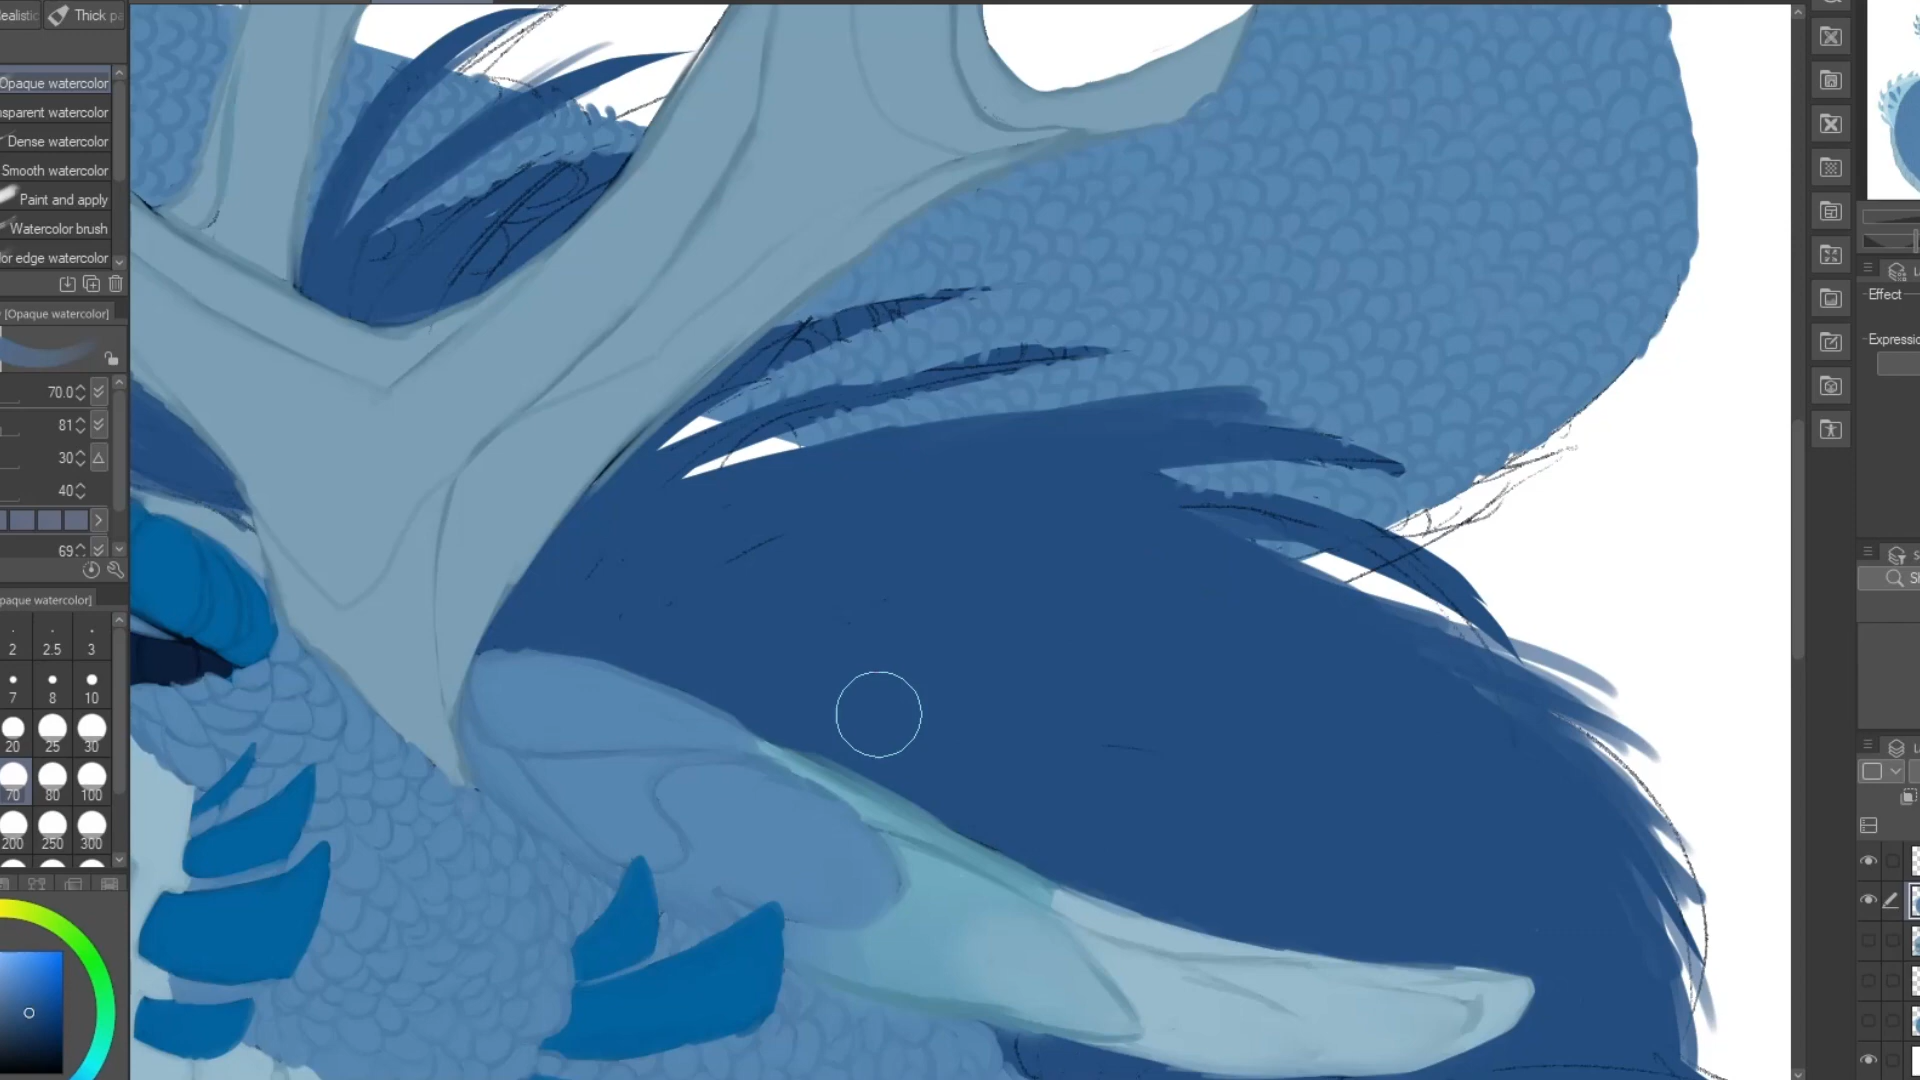 ealistic
Thick pa
Opaque watercolor
nsparent watercolor
Dense watercolor
Smooth watercolor
Paint and apply
Watercolor brush
lor edge watercolor
[Opaque watercolor]
70.0
81
30
40
69
paque watercolor]
2 2.5 3
7 8 10
20 25 30
70 80 100
200 250 300
Effect
Expressio